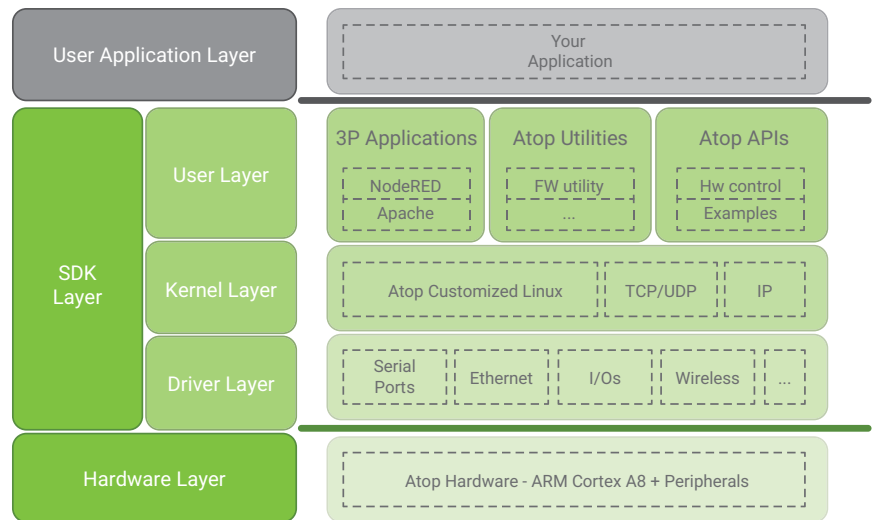 User Application Layer
Your
Application
SDK
Layer
User Layer
3P Applications
NodeRED
Apache
Atop Utilities
FW utility
...
Atop APIs
Hw control
Examples
Kernel Layer
Atop Customized Linux
TCP/UDP
IP
Driver Layer
Serial
Ports
Ethernet
I/Os
Wireless
...
Hardware Layer
Atop Hardware - ARM Cortex A8 + Peripherals